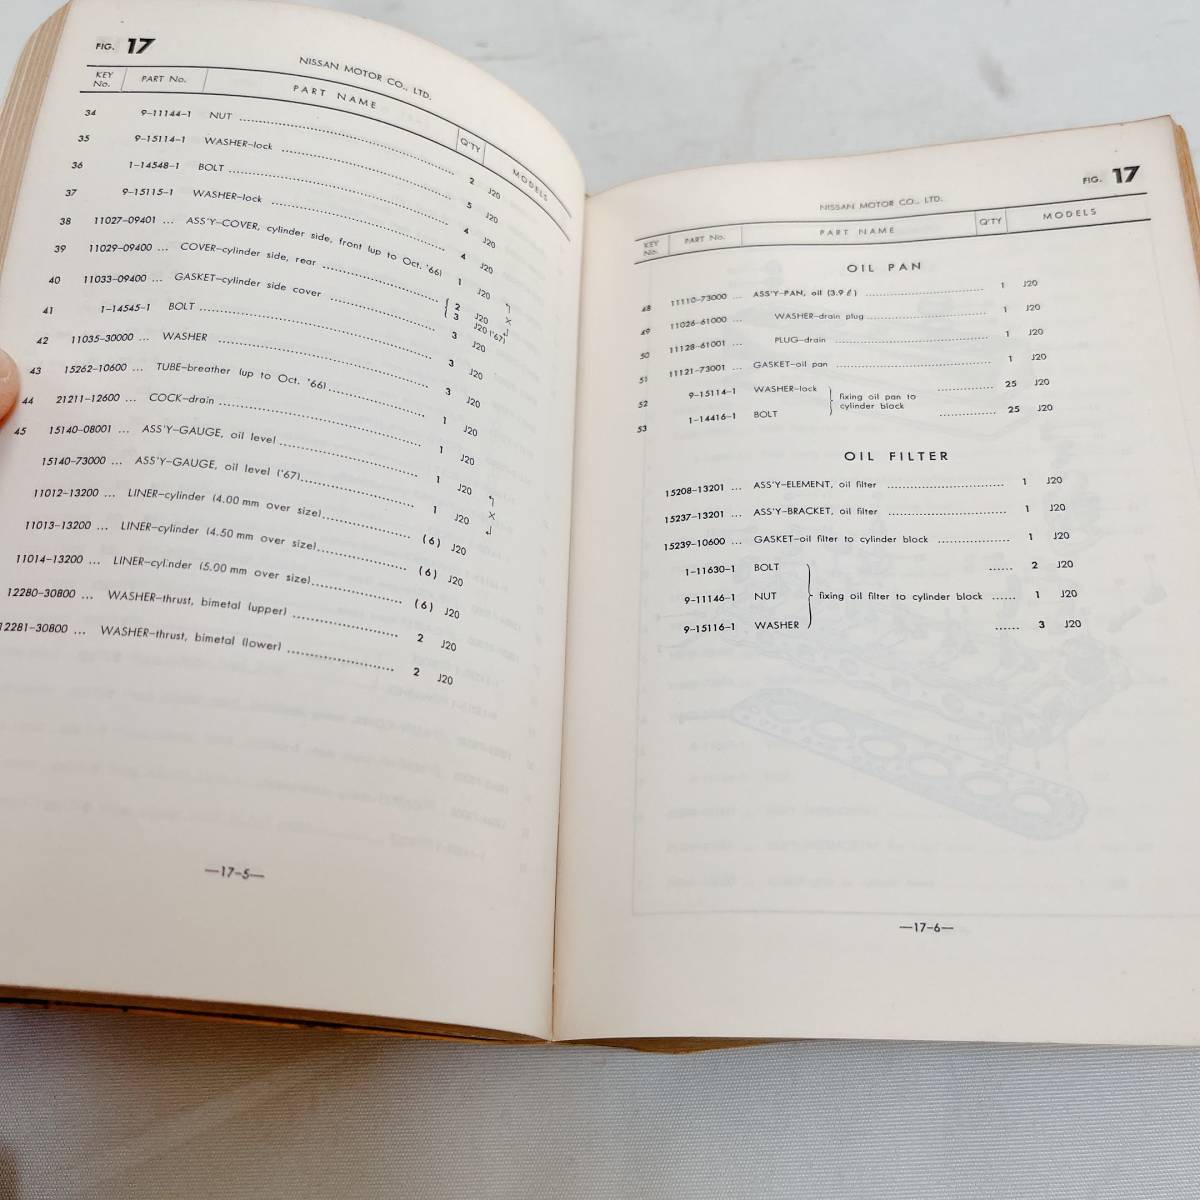 FIG. 17
NISSAN MOTOR CO., LTD.
KEY No. PART No. PART NAME Q'TY MODELS
34 9-11144-1 NUT 2 J20
35 9-15114-1 WASHER-lock 5 J20
36 1-14548-1 BOLT 4 J20
37 9-15115-1 WASHER-lock 4 J20
38 11027-09401 ... ASS'Y-COVER, cylinder side, front (up to Oct. '66) 1 J20
39 11029-09400 ... COVER-cylinder side, rear { 2 J20
{ 3 J20 ('67)
40 11033-09400 ... GASKET-cylinder side cover 3 J20
41 1-14545-1 BOLT 3 J20
42 11035-30000 ... WASHER 3 J20
43 15262-10600 ... TUBE-breather (up to Oct. '66) 1 J20
44 21211-12600 ... COCK-drain 1 J20
45 15140-08001 ... ASS'Y-GAUGE, oil level 1 J20
15140-73000 ... ASS'Y-GAUGE, oil level ('67) 1 J20
11012-13200 ... LINER-cylinder (4.00 mm over size) (6) J20
11013-13200 ... LINER-cylinder (4.50 mm over size) (6) J20
11014-13200 ... LINER-cylinder (5.00 mm over size) (6) J20
12280-30800 ... WASHER-thrust, bimetal (upper) 2 J20
12281-30800 ... WASHER-thrust, bimetal (lower) 2 J20
—17-5—
FIG. 17
NISSAN MOTOR CO., LTD.
KEY No. PART No. PART NAME Q'TY MODELS
OIL PAN
48 11110-73000 ... ASS'Y-PAN, oil (3.9 ℓ) 1 J20
49 11026-61000 ... WASHER-drain plug 1 J20
50 11128-61001 ... PLUG-drain 1 J20
51 11121-73001 ... GASKET-oil pan 1 J20
52 9-15114-1 WASHER-lock } fixing oil pan to 25 J20
53 1-14416-1 BOLT } cylinder block 25 J20
OIL FILTER
15208-13201 ... ASS'Y-ELEMENT, oil filter 1 J20
15237-13201 ... ASS'Y-BRACKET, oil filter 1 J20
15239-10600 ... GASKET-oil filter to cylinder block 1 J20
1-11630-1 BOLT 2 J20
9-11146-1 NUT } fixing oil filter to cylinder block 1 J20
9-15116-1 WASHER 3 J20
—17-6—